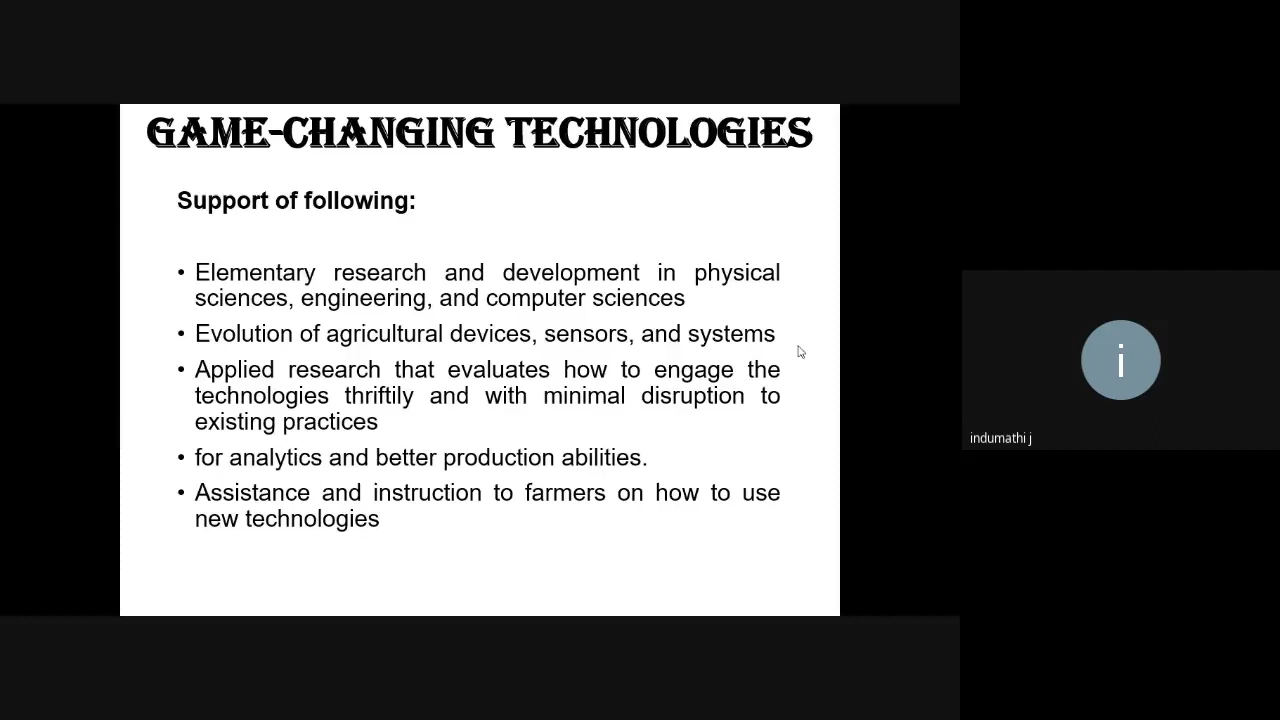 GAME-CHANGING TECHNOLOGIES
Support of following:
• Elementary research and development in physical
sciences, engineering, and computer sciences
• Evolution of agricultural devices, sensors, and systems
• Applied research that evaluates how to engage the
technologies thriftily and with minimal disruption to
existing practices
• for analytics and better production abilities.
• Assistance and instruction to farmers on how to use
new technologies
i
indumathi j